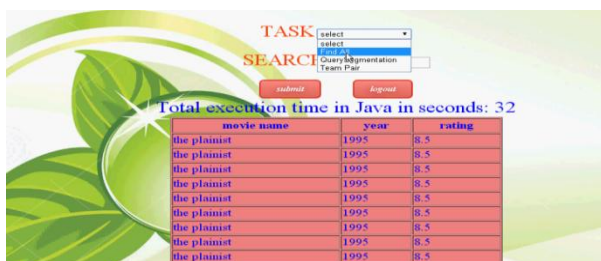 TASK select
select
Find All
SEARCH Query segmentation
Team Pair
submit logout
Total execution time in Java in seconds: 32
movie name year rating
the plainist 1995 8.5
the plainist 1995 8.5
the plainist 1995 8.5
the plainist 1995 8.5
the plainist 1995 8.5
the plainist 1995 8.5
the plainist 1995 8.5
the plainist 1995 8.5
the plainist 1995 8.5